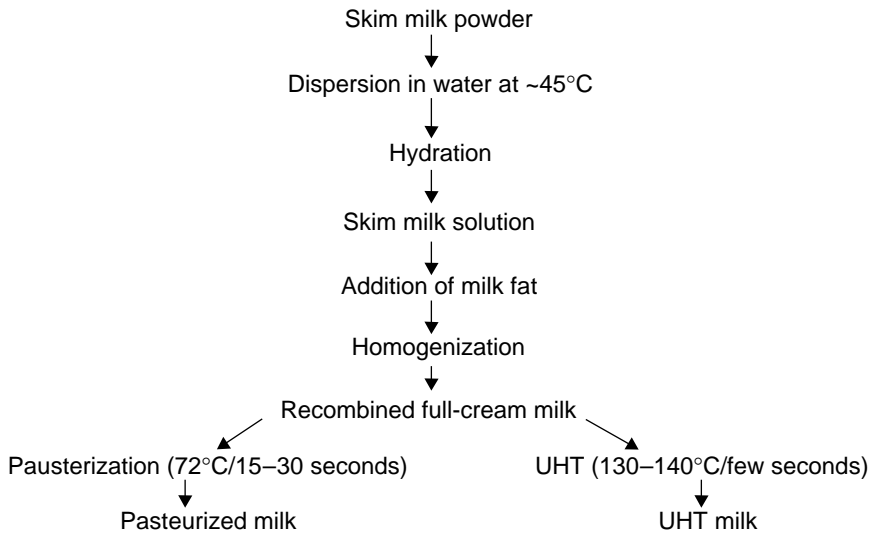 Skim milk powder
Dispersion in water at ~45°C
Hydration
Skim milk solution
Addition of milk fat
Homogenization
Recombined full-cream milk
Pausterization (72°C/15–30 seconds)
UHT (130–140°C/few seconds)
Pasteurized milk
UHT milk